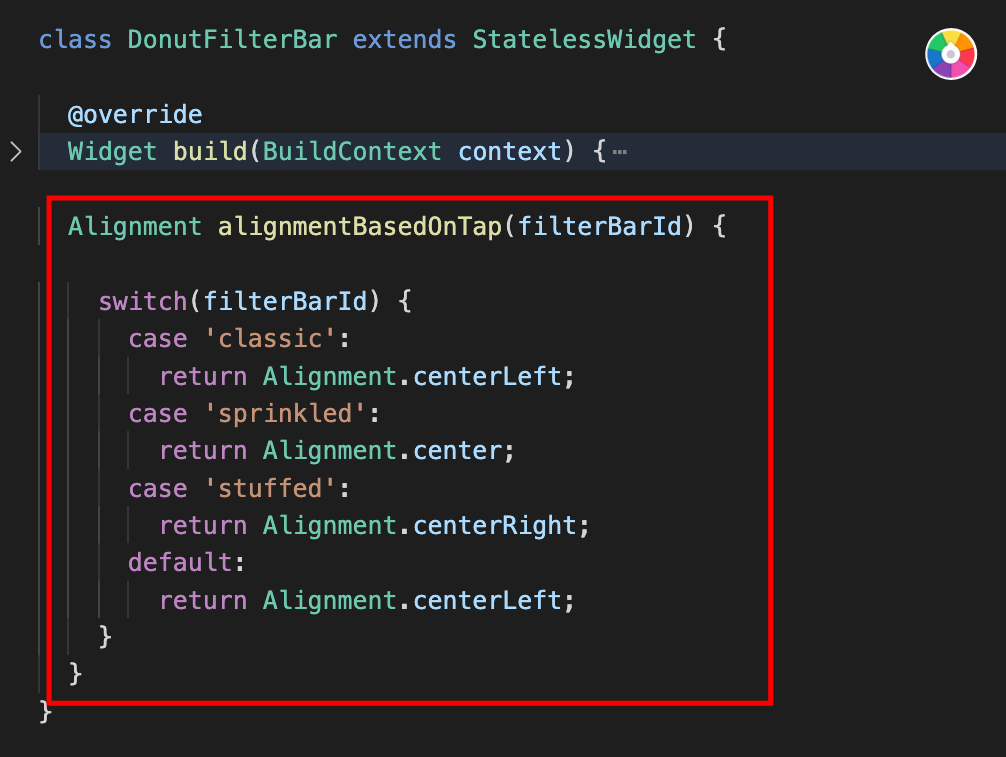 class DonutFilterBar extends StatelessWidget {
@override
Widget build(BuildContext context) {⋯
Alignment alignmentBasedOnTap(filterBarId) {
switch(filterBarId) {
case 'classic':
return Alignment.centerLeft;
case 'sprinkled':
return Alignment.center;
case 'stuffed':
return Alignment.centerRight;
default:
return Alignment.centerLeft;
}
}
}